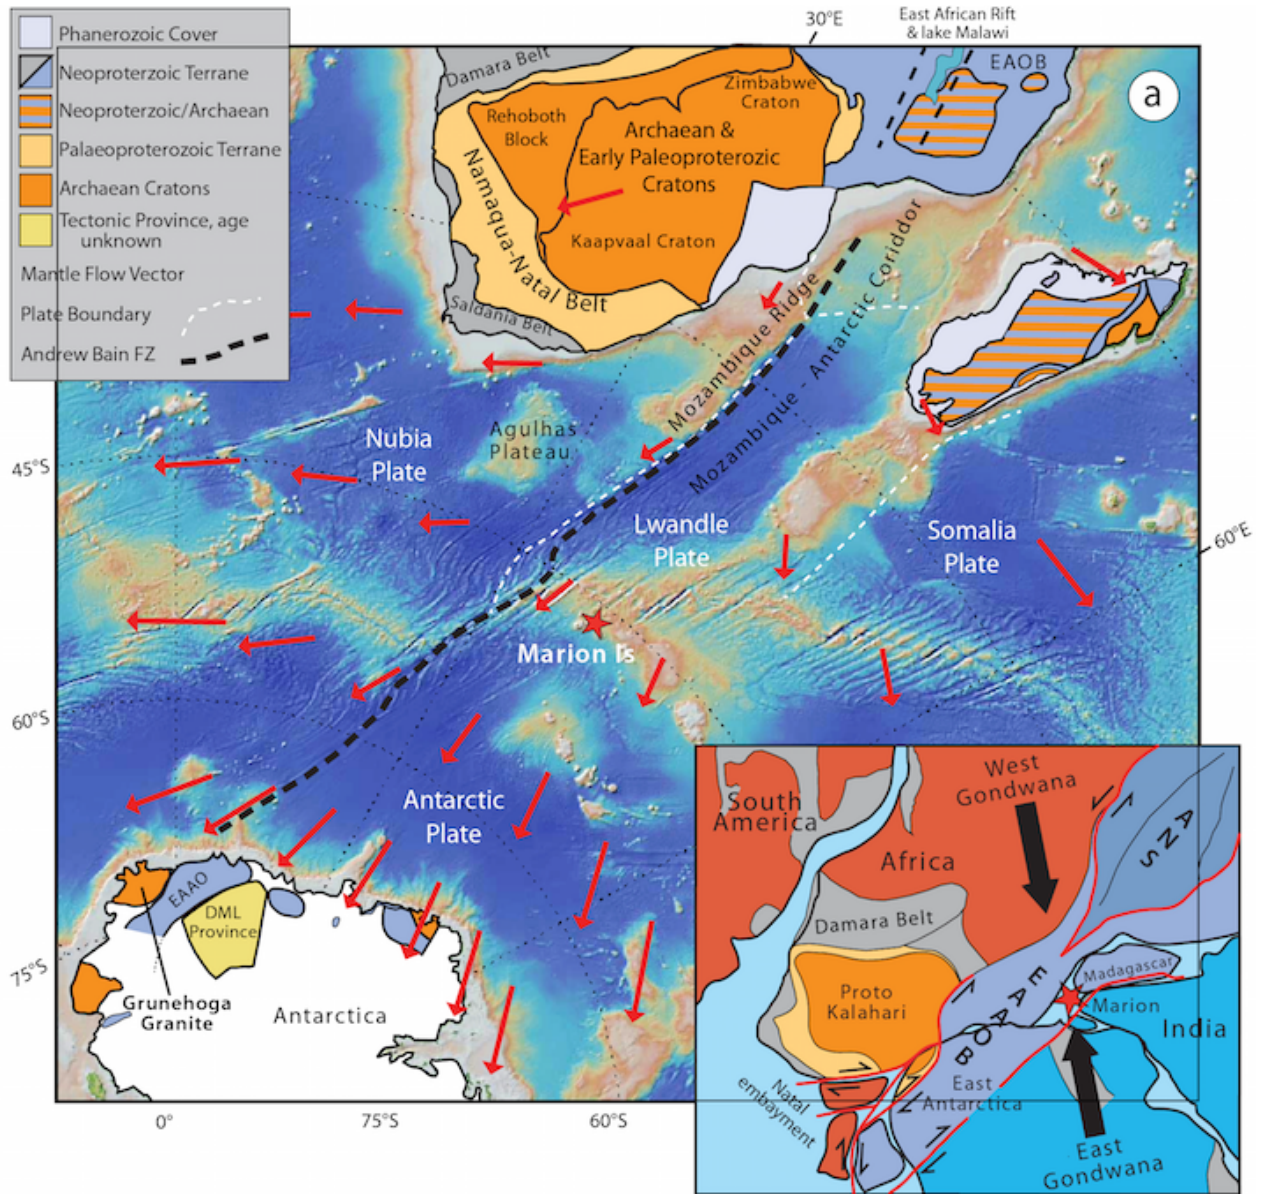 Phanerozoic Cover
Neoproterzoic Terrane
Neoproterzoic/Archaean
Palaeoproterozoic Terrane
Archaean Cratons
Tectonic Province, age
unknown
Mantle Flow Vector
Plate Boundary
Andrew Bain FZ
30°E
East African Rift
& lake Malawi
a
Damara Belt
EAOB
Zimbabwe
Craton
Rehoboth
Block
Archaean &
Early Paleoproterozic
Cratons
Namaqua-Natal Belt
Kaapvaal Craton
Saldania Belt
Mozambique Ridge
Mozambique - Antarctic Coriddor
Nubia
Plate
Agulhas
Plateau
45°S
Lwandle
Plate
Somalia
Plate
60°E
Marion Is
60°S
Antarctic
Plate
EAAO
DML
Province
75°S
Grunehoga
Granite
Antarctica
0°
75°S
60°S
South
America
West
Gondwana
Africa
ANS
Damara Belt
Proto
Kalahari
EAAOB
Madagascar
Marion
India
Natal
embayment
East
Antarctica
East
Gondwana